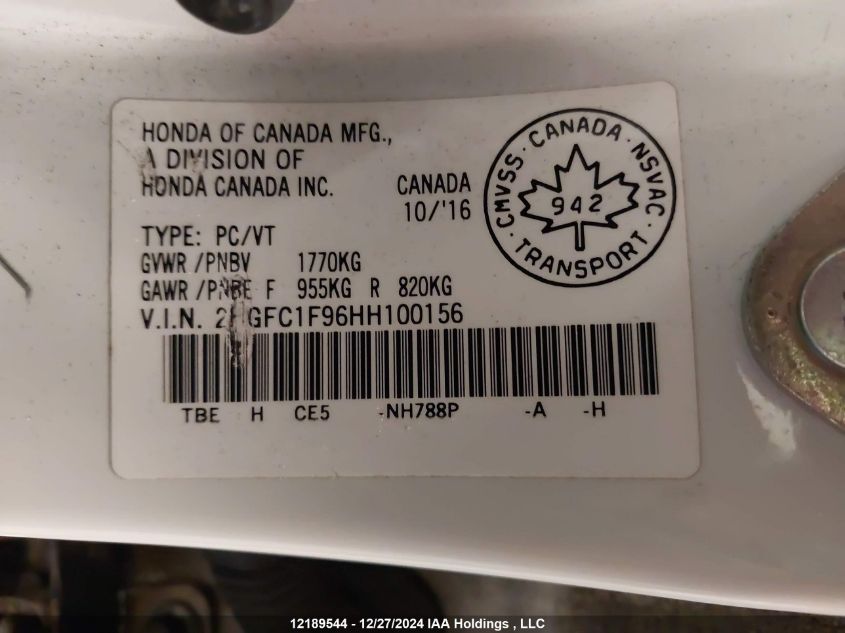 HONDA OF CANADA MFG.,
A DIVISION OF
HONDA CANADA INC.
CANADA
10/'16
CMVSS · CANADA · NSVAC · TRANSPORT ·
942
TYPE: PC/VT
GVWR /PNBV 1770KG
GAWR /PNBE F 955KG R 820KG
V.I.N.
TBE H CE5 -NH788P -A -H
12189544 - 12/27/2024 IAA Holdings , LLC